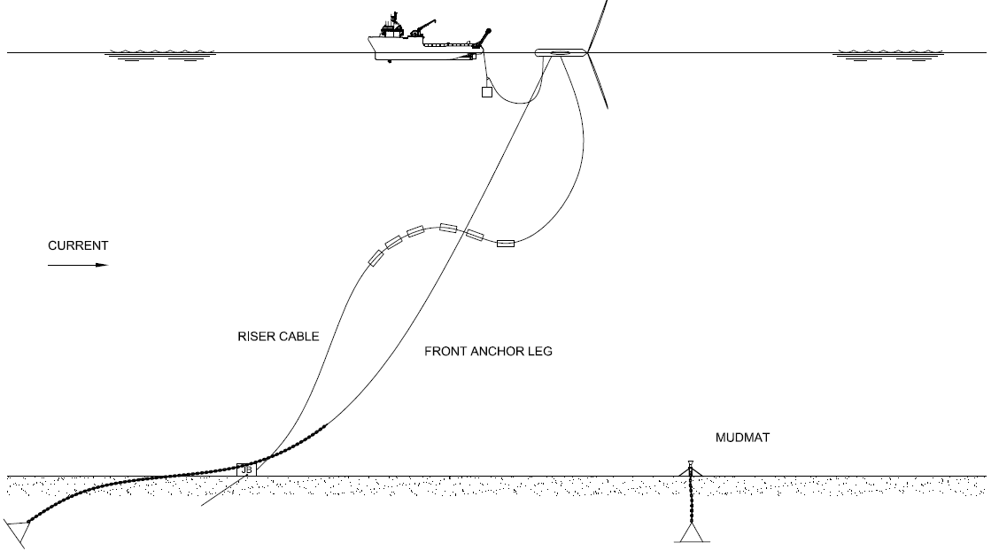 CURRENT
RISER CABLE
FRONT ANCHOR LEG
MUDMAT
JB